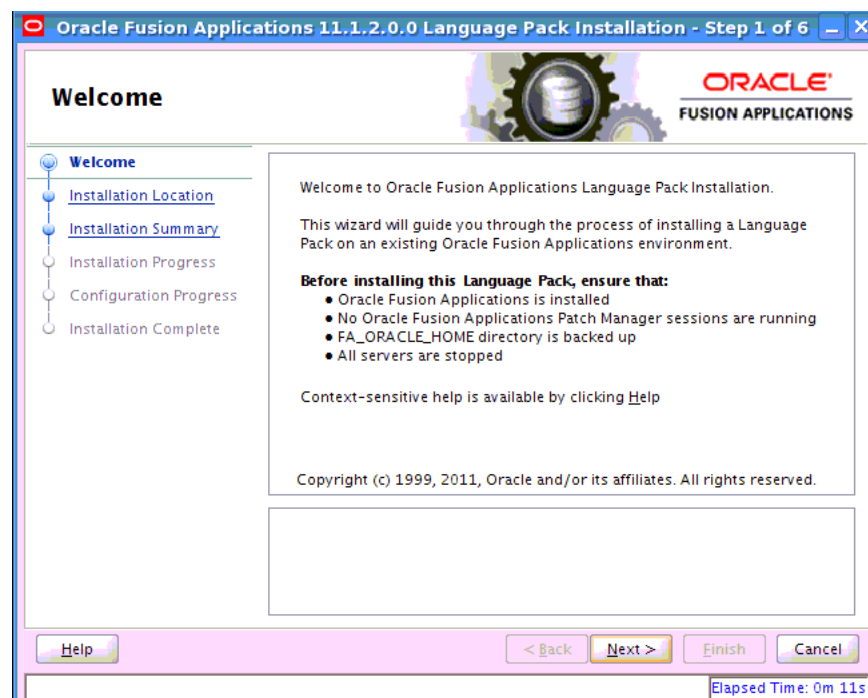 Oracle Fusion Applications 11.1.2.0.0 Language Pack Installation - Step 1 of 6
Welcome
ORACLE
FUSION APPLICATIONS
Welcome
Installation Location
Installation Summary
Installation Progress
Configuration Progress
Installation Complete
Welcome to Oracle Fusion Applications Language Pack Installation.
This wizard will guide you through the process of installing a Language
Pack on an existing Oracle Fusion Applications environment.
Before installing this Language Pack, ensure that:
● Oracle Fusion Applications is installed
● No Oracle Fusion Applications Patch Manager sessions are running
● FA_ORACLE_HOME directory is backed up
● All servers are stopped
Context-sensitive help is available by clicking Help
Copyright (c) 1999, 2011, Oracle and/or its affiliates. All rights reserved.
Help
< Back
Next >
Finish
Cancel
Elapsed Time: 0m 11s